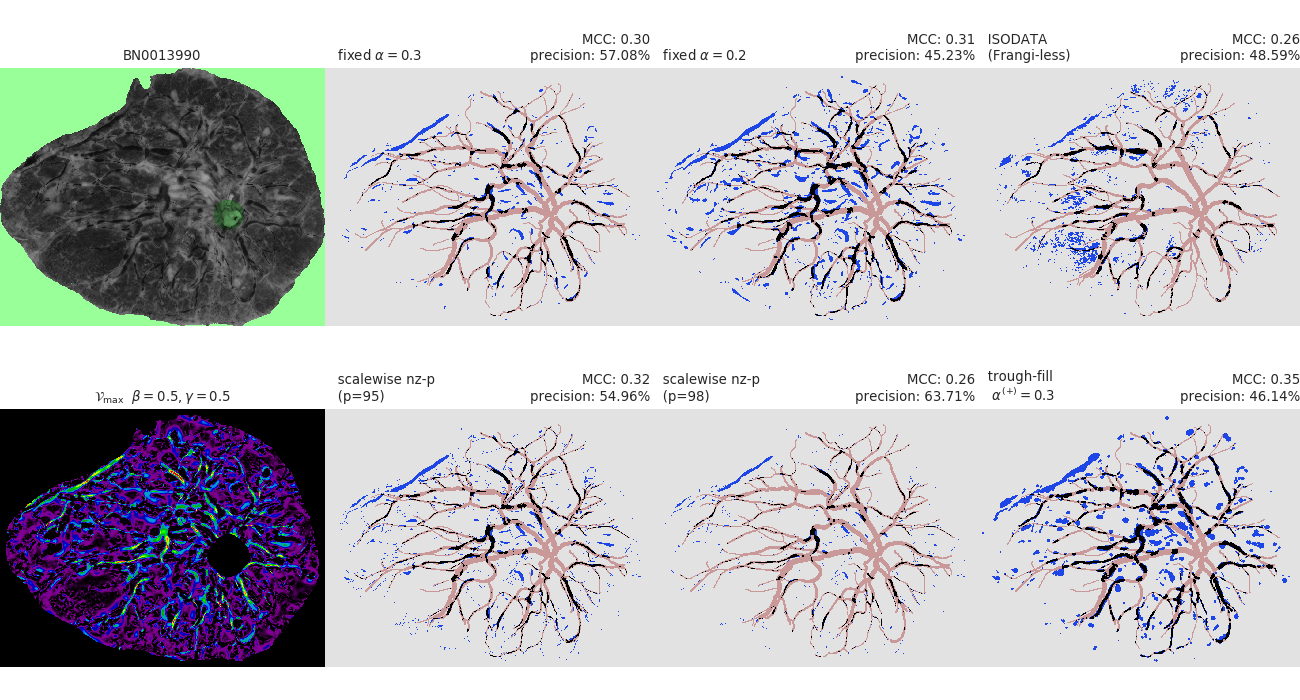 BN0013990
fixed α = 0.3
MCC: 0.30
precision: 57.08%
fixed α = 0.2
MCC: 0.31
precision: 45.23%
ISODATA
(Frangi-less)
MCC: 0.26
precision: 48.59%
𝒱max β = 0.5, γ = 0.5
scalewise nz-p
(p=95)
MCC: 0.32
precision: 54.96%
scalewise nz-p
(p=98)
MCC: 0.26
precision: 63.71%
trough-fill
α(+) = 0.3
MCC: 0.35
precision: 46.14%